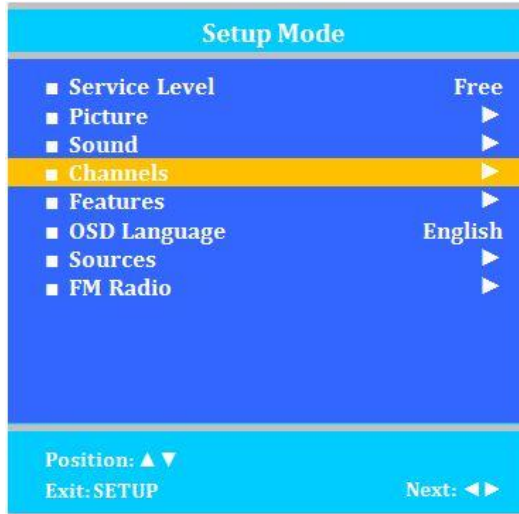 Setup Mode
■ Service Level Free
■ Picture ▶
■ Sound ▶
■ Channels ▶
■ Features ▶
■ OSD Language English
■ Sources ▶
■ FM Radio ▶
Position: ▲ ▼
Exit: SETUP Next: ◀ ▶